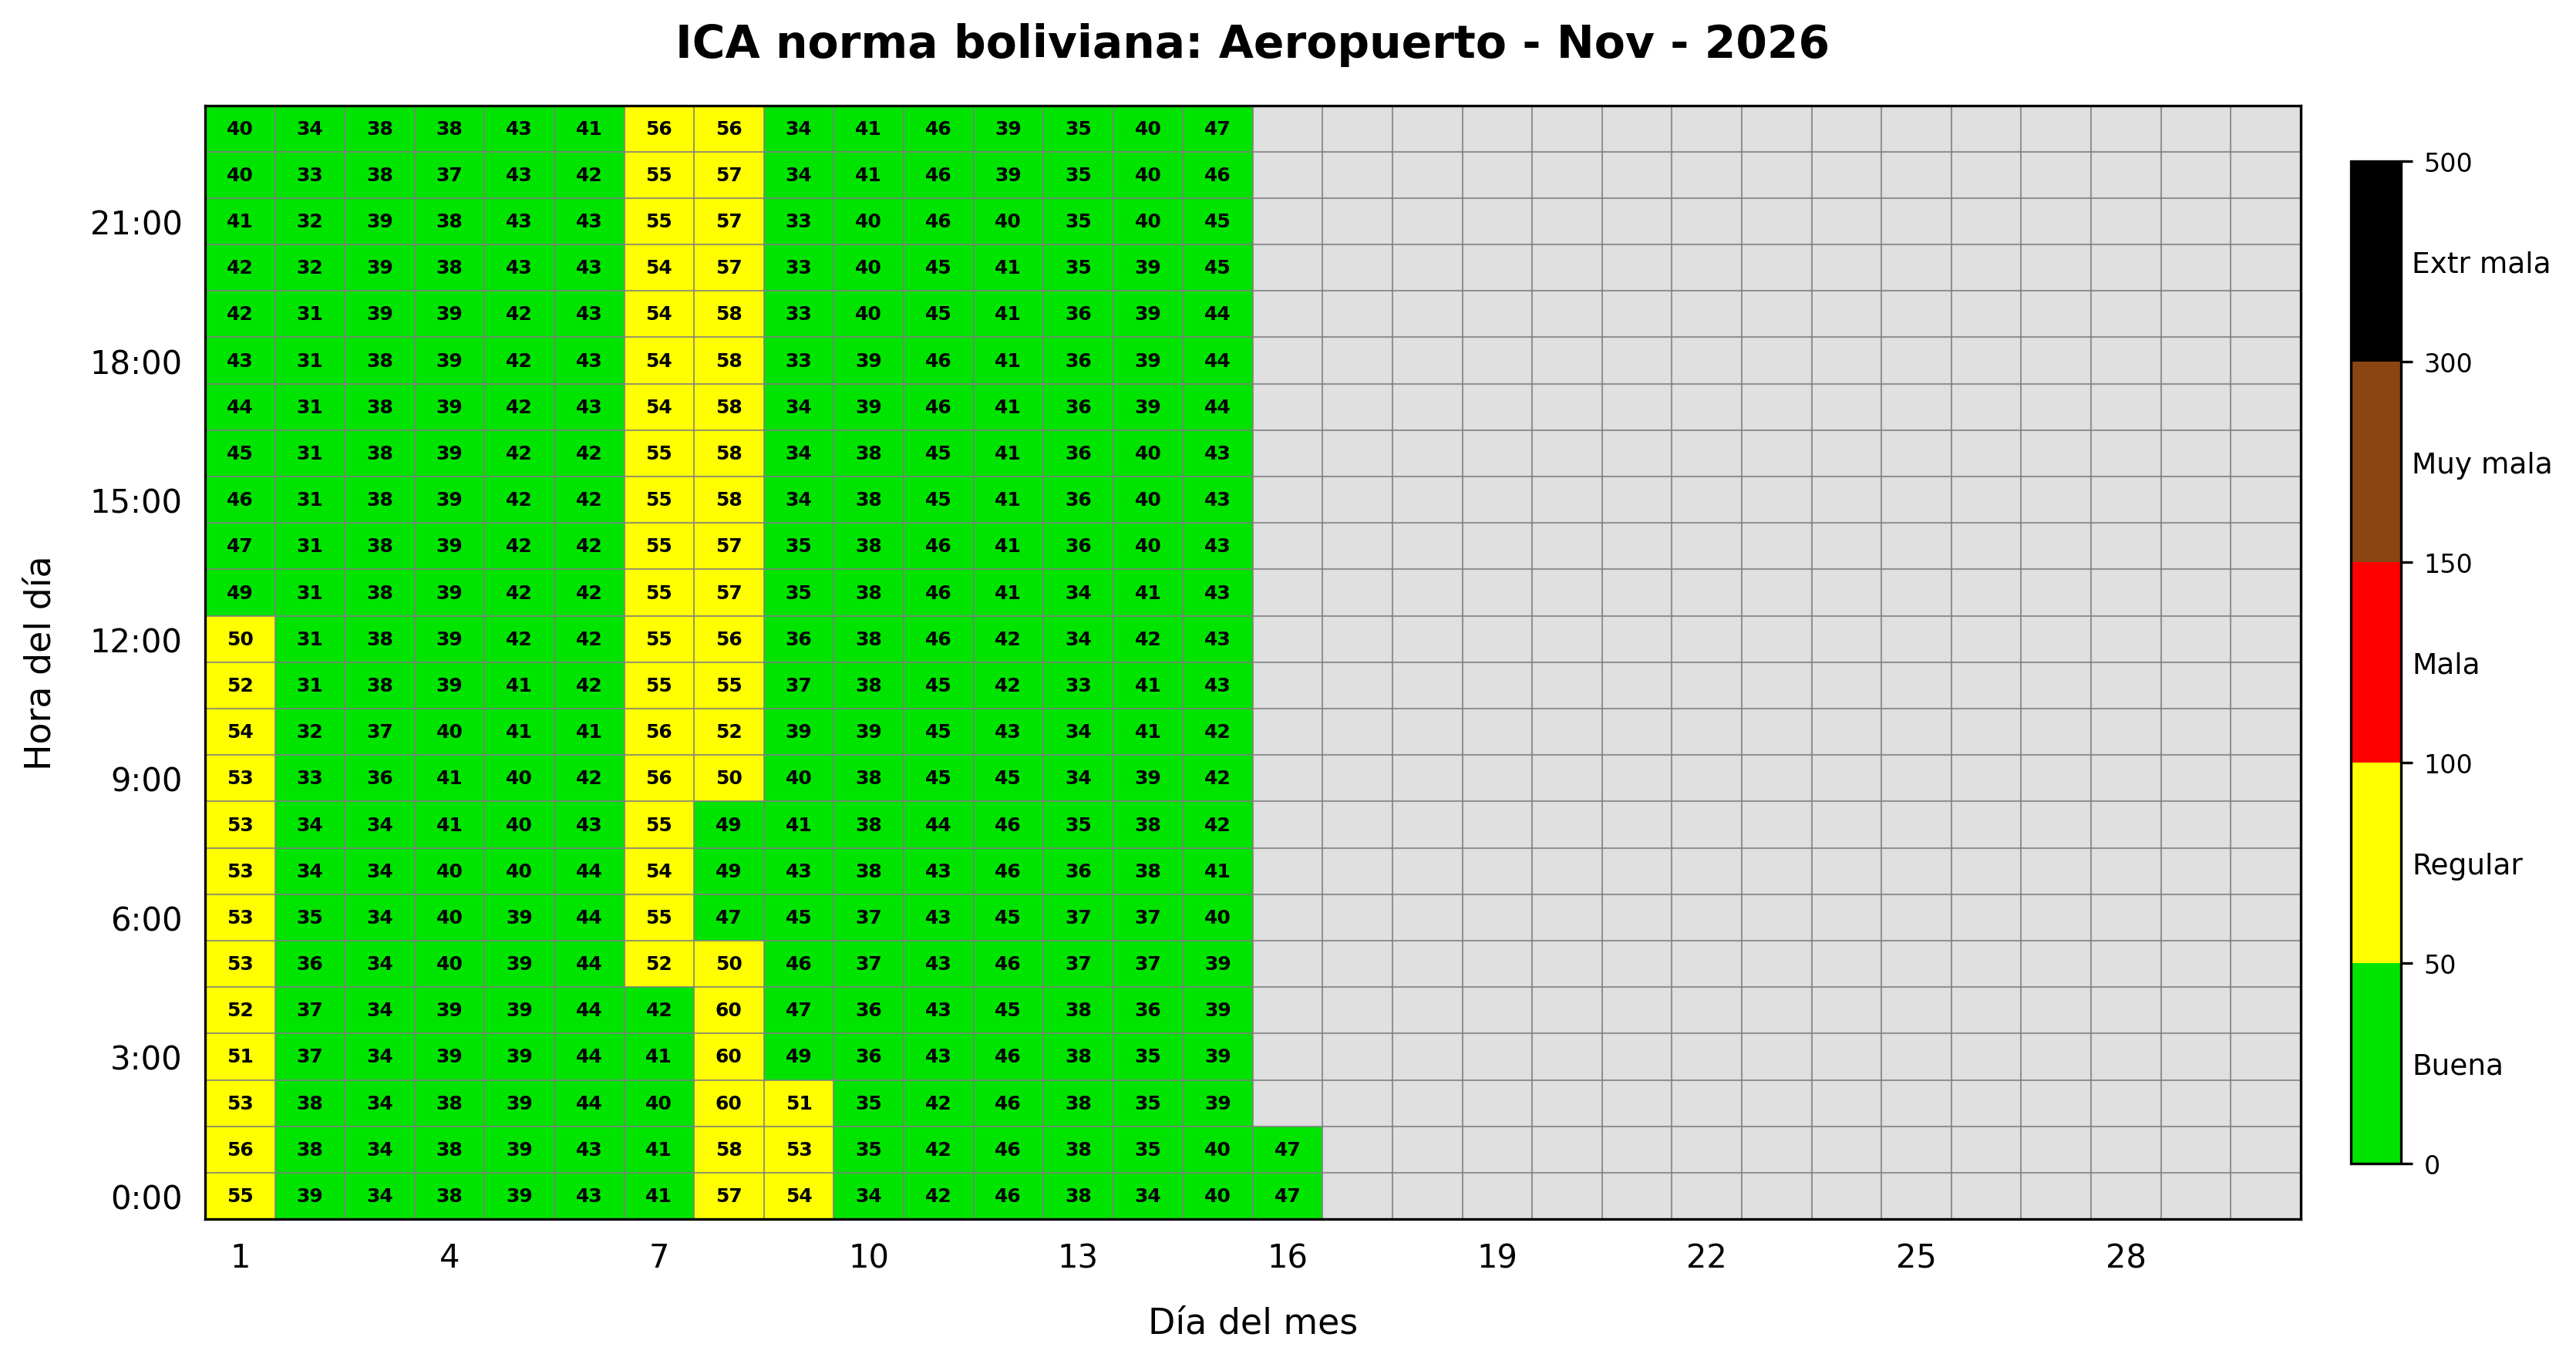 ICA norma boliviana: Aeropuerto - Nov - 2026
40 34 38 38 43 41 56 56 34 41 46 39 35 40 47
40 33 38 37 43 42 55 57 34 41 46 39 35 40 46
21:00 41 32 39 38 43 43 55 57 33 40 46 40 35 40 45
42 32 39 38 43 43 54 57 33 40 45 41 35 39 45
42 31 39 39 42 43 54 58 33 40 45 41 36 39 44
18:00 43 31 38 39 42 43 54 58 33 39 46 41 36 39 44
44 31 38 39 42 43 54 58 34 39 46 41 36 39 44
45 31 38 39 42 42 55 58 34 38 45 41 36 40 43
15:00 46 31 38 39 42 42 55 58 34 38 45 41 36 40 43
47 31 38 39 42 42 55 57 35 38 46 41 36 40 43
49 31 38 39 42 42 55 57 35 38 46 41 34 41 43
12:00 50 31 38 39 42 42 55 56 36 38 46 42 34 42 43
52 31 38 39 41 42 55 55 37 38 45 42 33 41 43
54 32 37 40 41 41 56 52 39 39 45 43 34 41 42
9:00 53 33 36 41 40 42 56 50 40 38 45 45 34 39 42
53 34 34 41 40 43 55 49 41 38 44 46 35 38 42
53 34 34 40 40 44 54 49 43 38 43 46 36 38 41
6:00 53 35 34 40 39 44 55 47 45 37 43 45 37 37 40
53 36 34 40 39 44 52 50 46 37 43 46 37 37 39
52 37 34 39 39 44 42 60 47 36 43 45 38 36 39
3:00 51 37 34 39 39 44 41 60 49 36 43 46 38 35 39
53 38 34 38 39 44 40 60 51 35 42 46 38 35 39
56 38 34 38 39 43 41 58 53 35 42 46 38 35 40 47
0:00 55 39 34 38 39 43 41 57 54 34 42 46 38 34 40 47
1 4 7 10 13 16 19 22 25 28
Día del mes
Hora del día
500
Extr mala
300
Muy mala
150
Mala
100
Regular
50
Buena
0